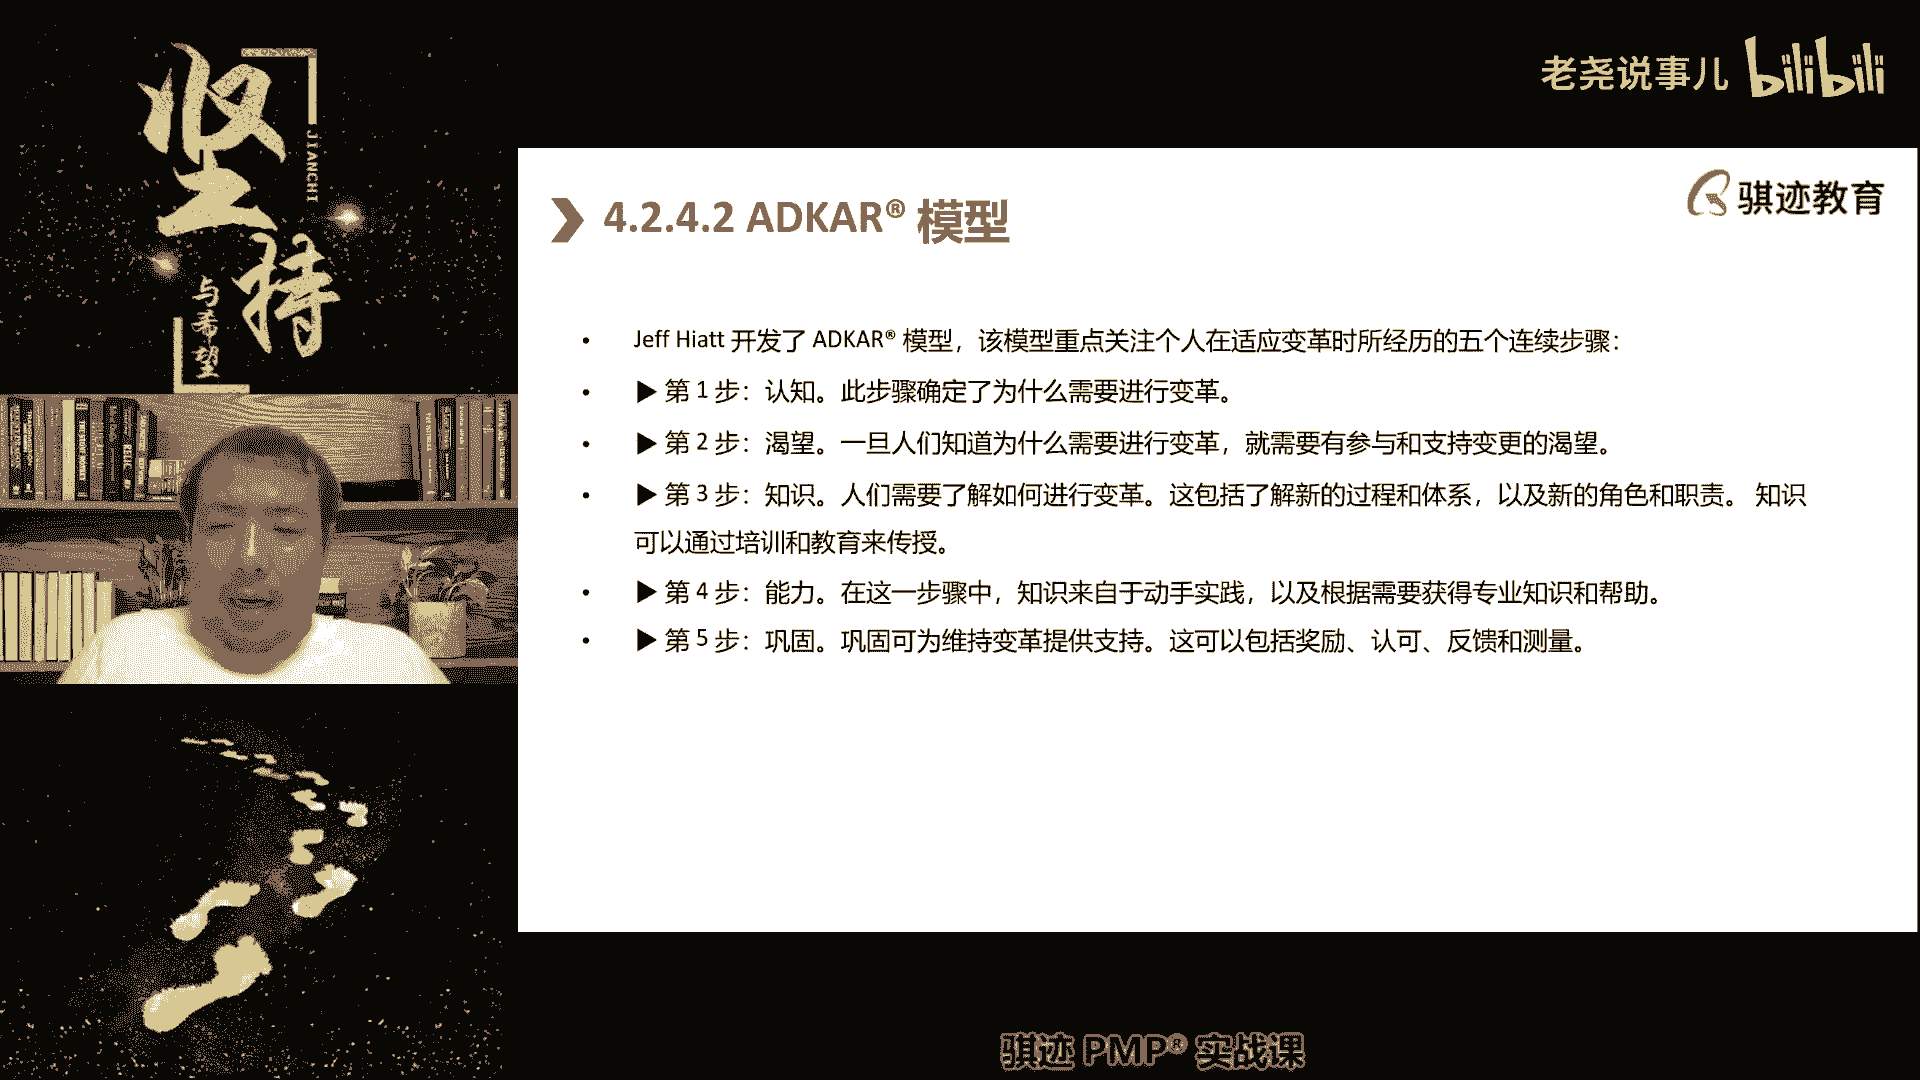 坚持
JIANCHI
与希望
老尧说事儿 bilibili
骐迹教育
4.2.4.2 ADKAR® 模型
• Jeff Hiatt 开发了 ADKAR® 模型，该模型重点关注个人在适应变革时所经历的五个连续步骤：
• ▶ 第 1 步：认知。此步骤确定了为什么需要进行变革。
• ▶ 第 2 步：渴望。一旦人们知道为什么需要进行变革，就需要有参与和支持变更的渴望。
• ▶ 第 3 步：知识。人们需要了解如何进行变革。这包括了解新的过程和体系，以及新的角色和职责。 知识
可以通过培训和教育来传授。
• ▶ 第 4 步：能力。在这一步骤中，知识来自于动手实践，以及根据需要获得专业知识和帮助。
• ▶ 第 5 步：巩固。巩固可为维持变革提供支持。这可以包括奖励、认可、反馈和测量。
骐迹 PMP® 实战课